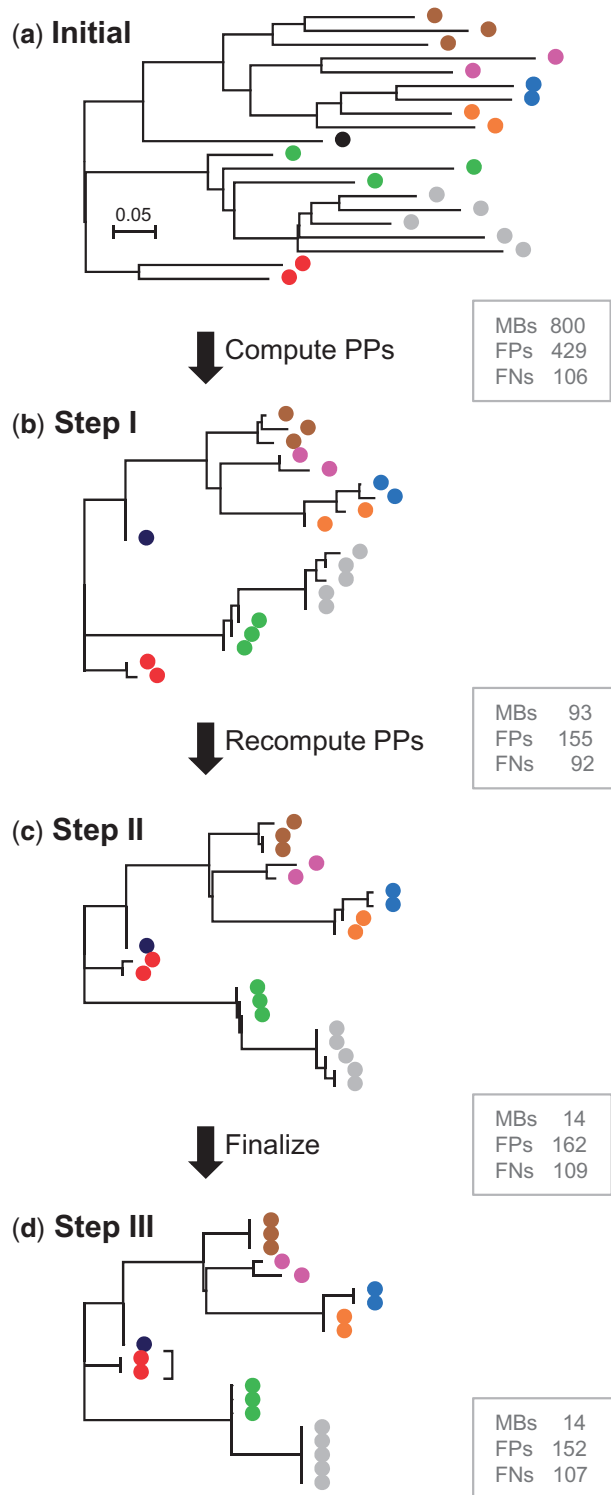 (a) Initial
0.05
Compute PPs
MBs 800
FPs 429
FNs 106
(b) Step I
Recompute PPs
MBs 93
FPs 155
FNs 92
(c) Step II
Finalize
MBs 14
FPs 162
FNs 109
(d) Step III
MBs 14
FPs 152
FNs 107